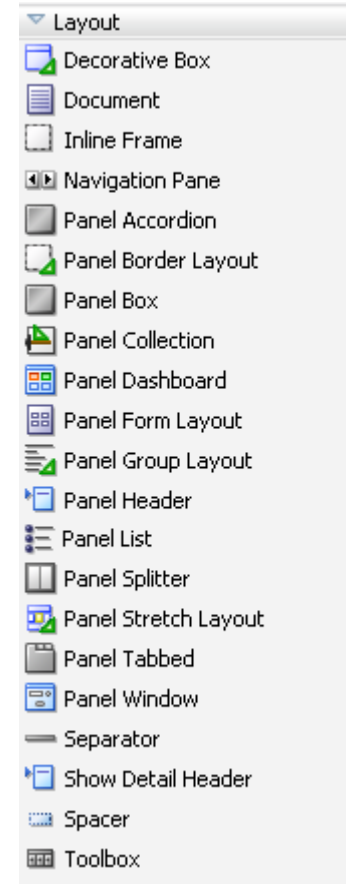 Layout
Decorative Box
Document
Inline Frame
Navigation Pane
Panel Accordion
Panel Border Layout
Panel Box
Panel Collection
Panel Dashboard
Panel Form Layout
Panel Group Layout
Panel Header
Panel List
Panel Splitter
Panel Stretch Layout
Panel Tabbed
Panel Window
Separator
Show Detail Header
Spacer
Toolbox